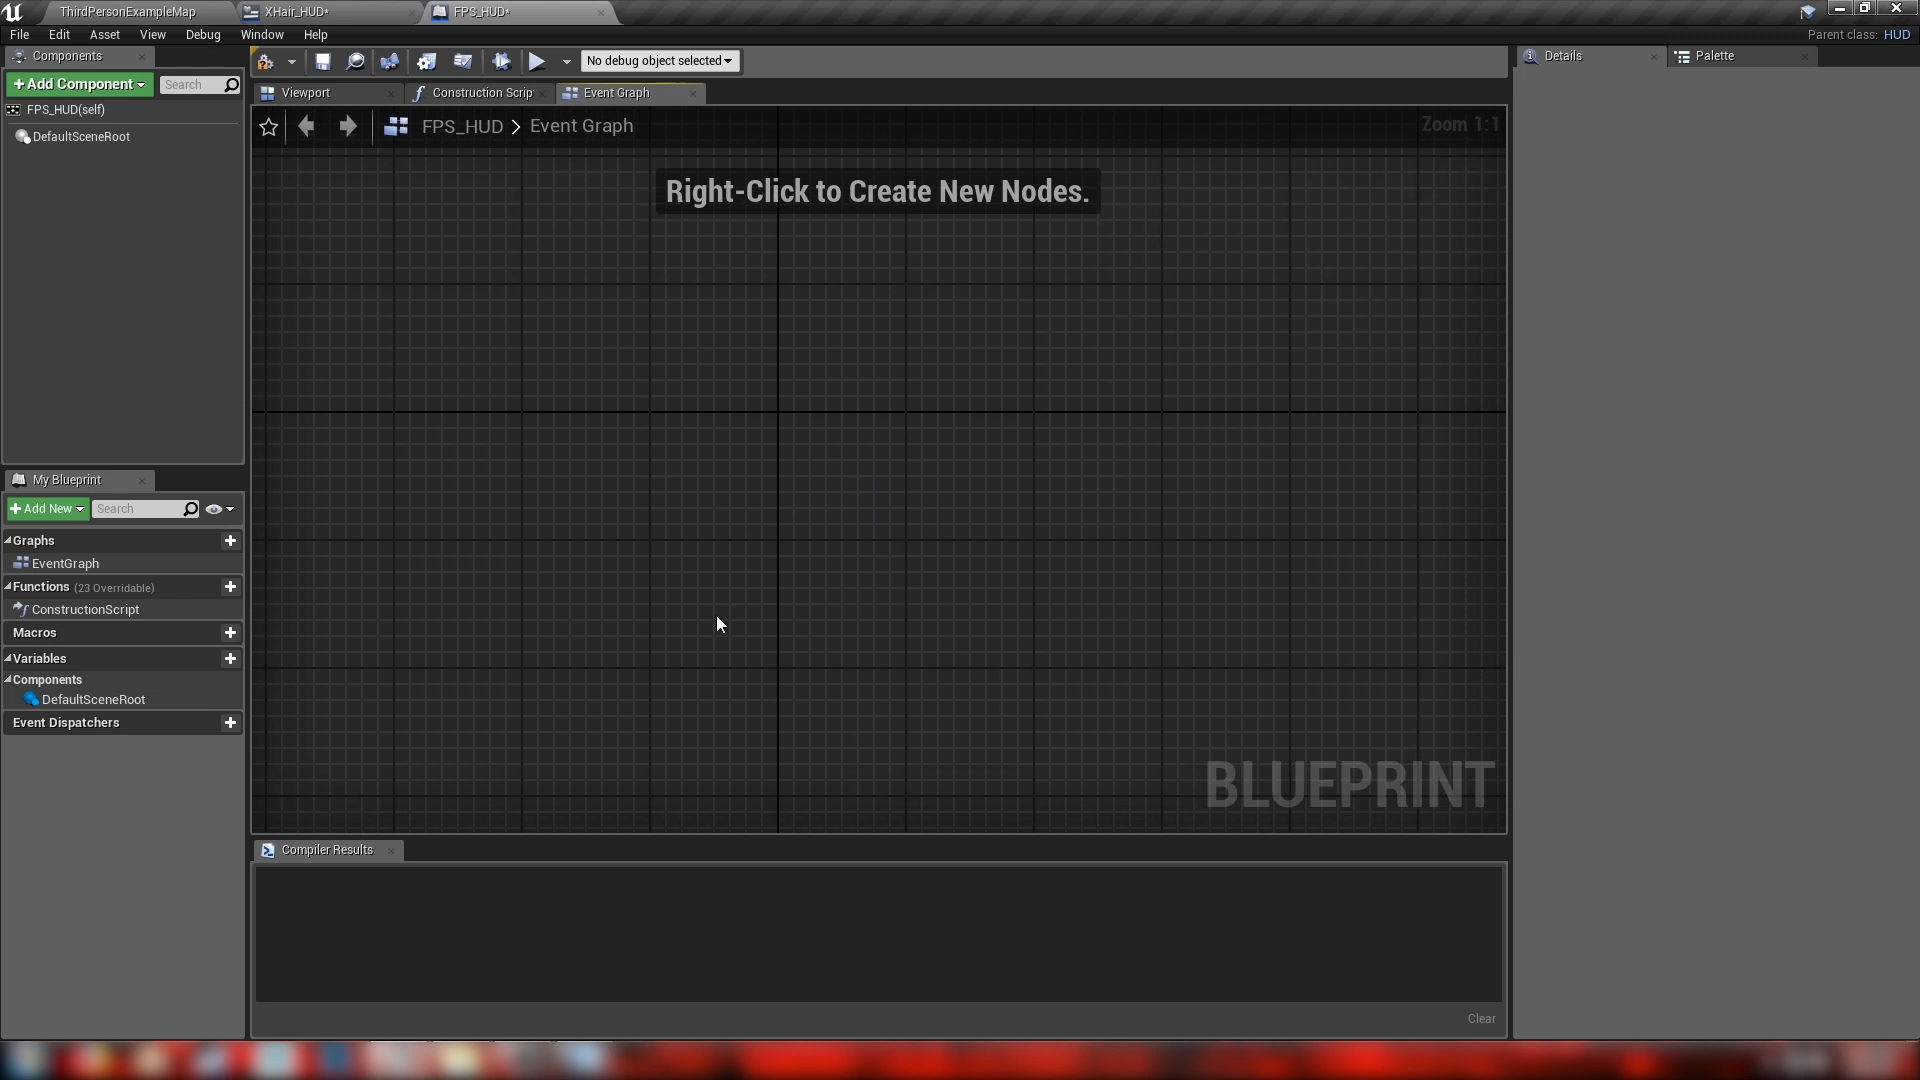 ThirdPersonExampleMap
XHair_HUD*
FPS_HUD*
File Edit Asset View Debug Window Help
Parent class: HUD
Components
+ Add Component
Search
FPS_HUD(self)
DefaultSceneRoot
No debug object selected
Viewport
Construction Scrip
Event Graph
FPS_HUD > Event Graph
Zoom 1:1
Right-Click to Create New Nodes.
BLUEPRINT
My Blueprint
+ Add New
Search
Graphs
EventGraph
Functions (23 Overridable)
ConstructionScript
Macros
Variables
Components
DefaultSceneRoot
Event Dispatchers
Compiler Results
Clear
Details
Palette